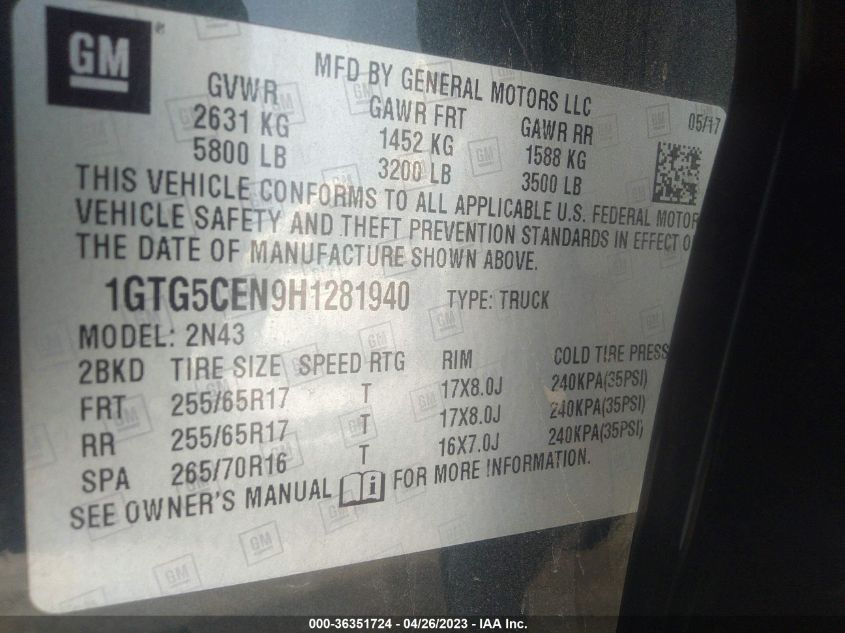 GM
MFD BY GENERAL MOTORS LLC
05/17
GVWR GAWR FRT GAWR RR
2631 KG 1452 KG 1588 KG
5800 LB 3200 LB 3500 LB
THIS VEHICLE CONFORMS TO ALL APPLICABLE U.S. FEDERAL MOTOR
VEHICLE SAFETY AND THEFT PREVENTION STANDARDS IN EFFECT O
THE DATE OF MANUFACTURE SHOWN ABOVE.
1GTG5CEN9H1281940 TYPE: TRUCK
MODEL: 2N43
2BKD TIRE SIZE SPEED RTG RIM COLD TIRE PRESS
FRT 255/65R17 T 17X8.0J 240KPA(35PSI)
RR 255/65R17 T 17X8.0J 240KPA(35PSI)
SPA 265/70R16 T 16X7.0J 240KPA(35PSI)
SEE OWNER'S MANUAL i FOR MORE INFORMATION.
000-36351724 - 04/26/2023 - IAA Inc.